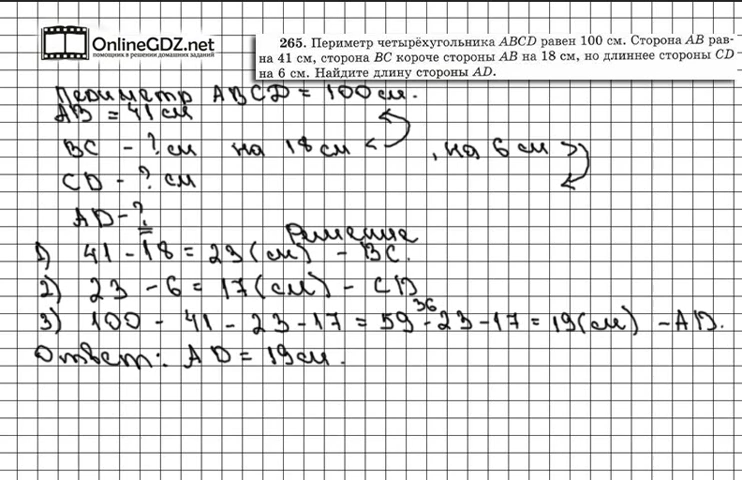 OnlineGDZ.net
помощник в решении домашних заданий
265. Периметр четырёхугольника ABCD равен 100 см. Сторона AB рав-
на 41 см, сторона BC короче стороны AB на 18 см, но длиннее стороны CD
на 6 см. Найдите длину стороны AD.
Периметр ABCD = 100 см.
AB = 41 см
BC - ? см на 18 см < , на 6 см >
CD - ? см
AD - ?
Решение
1) 41 - 18 = 23 (см) - BC.
2) 23 - 6 = 17 (см) - CD
36
3) 100 - 41 - 23 - 17 = 59 - 23 - 17 = 19 (см) - AD.
Ответ: AD = 19 см.